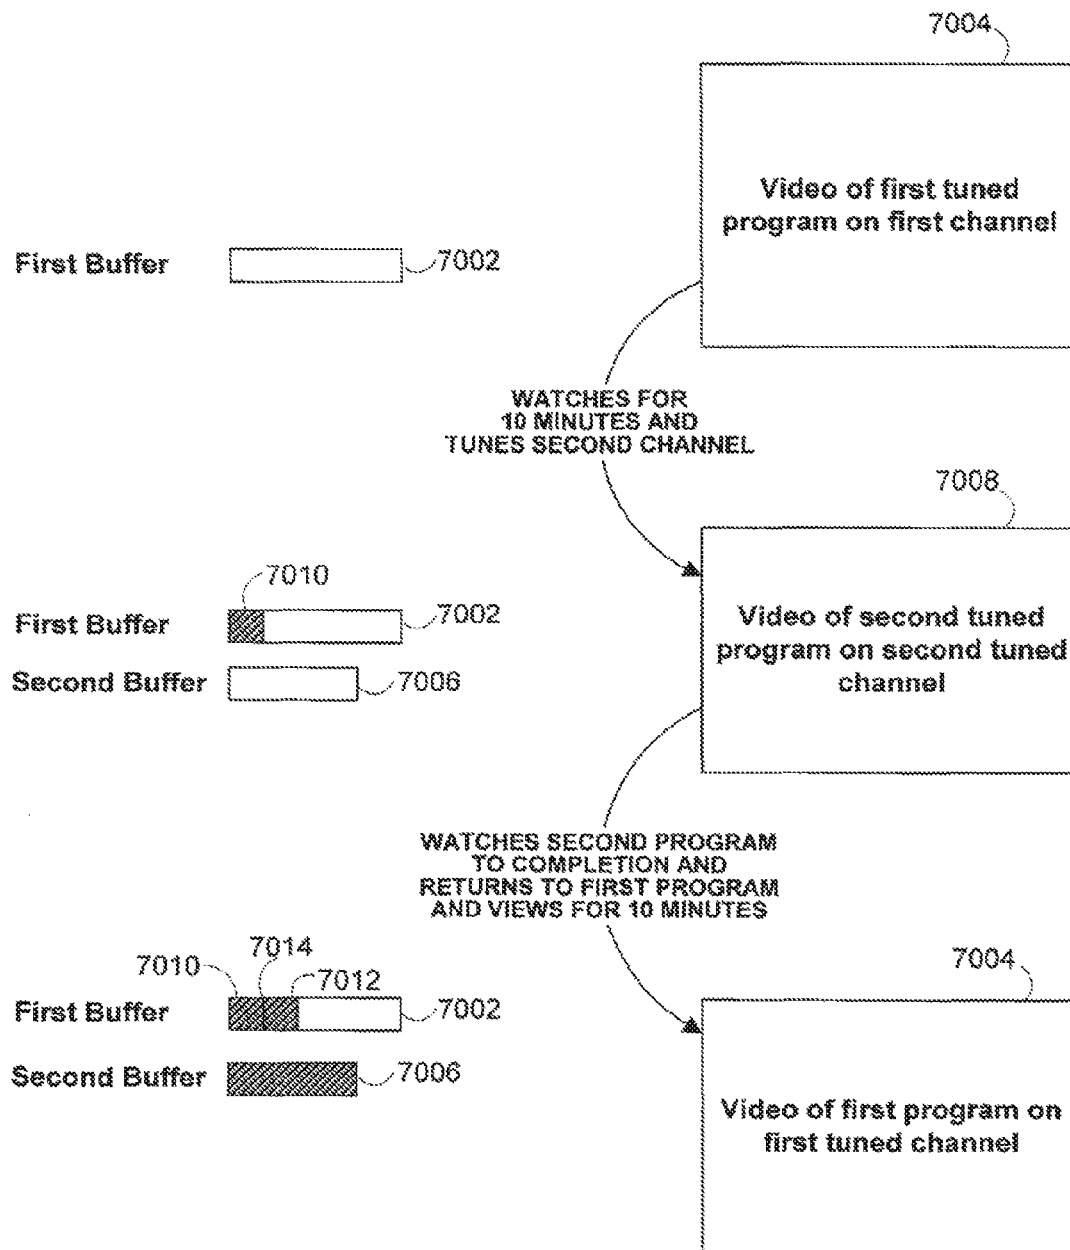 7004
Video of first tuned
program on first channel
First Buffer
7002
WATCHES FOR
10 MINUTES AND
TUNES SECOND CHANNEL
7008
7010
First Buffer
7002
Second Buffer
7006
Video of second tuned
program on second tuned
channel
WATCHES SECOND PROGRAM
TO COMPLETION AND
RETURNS TO FIRST PROGRAM
AND VIEWS FOR 10 MINUTES
7010
7014
7012
First Buffer
7002
Second Buffer
7006
7004
Video of first program on
first tuned channel